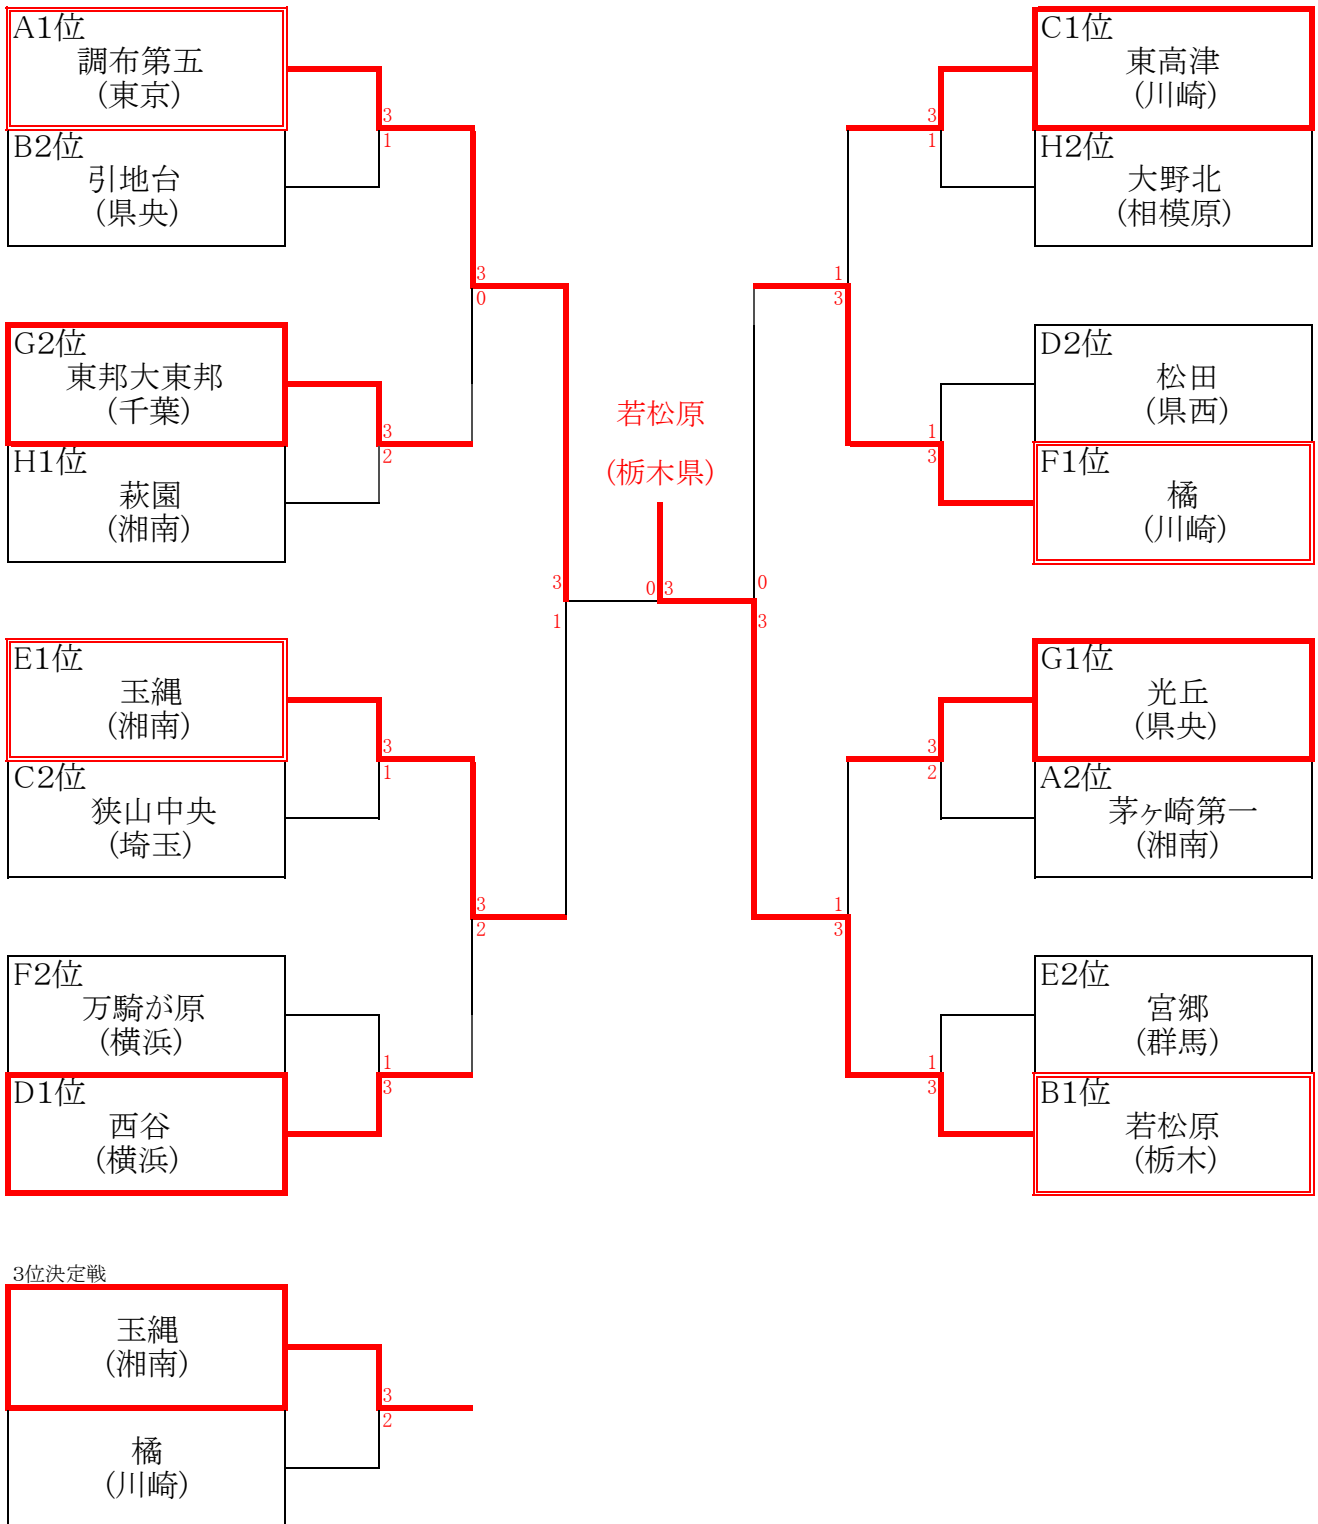 A1位
調布第五
(東京)
B2位
引地台
(県央)
3
1
G2位
東邦大東邦
(千葉)
H1位
萩園
(湘南)
3
2
3
0
E1位
玉縄
(湘南)
C2位
狭山中央
(埼玉)
3
1
F2位
万騎が原
(横浜)
D1位
西谷
(横浜)
1
3
3
2
3
1
若松原
(栃木県)
0 3
C1位
東高津
(川崎)
H2位
大野北
(相模原)
3
1
D2位
松田
(県西)
F1位
橘
(川崎)
1
3
1
3
G1位
光丘
(県央)
A2位
茅ヶ崎第一
(湘南)
3
2
E2位
宮郷
(群馬)
B1位
若松原
(栃木)
1
3
1
3
0
3
3位決定戦
玉縄
(湘南)
橘
(川崎)
3
2